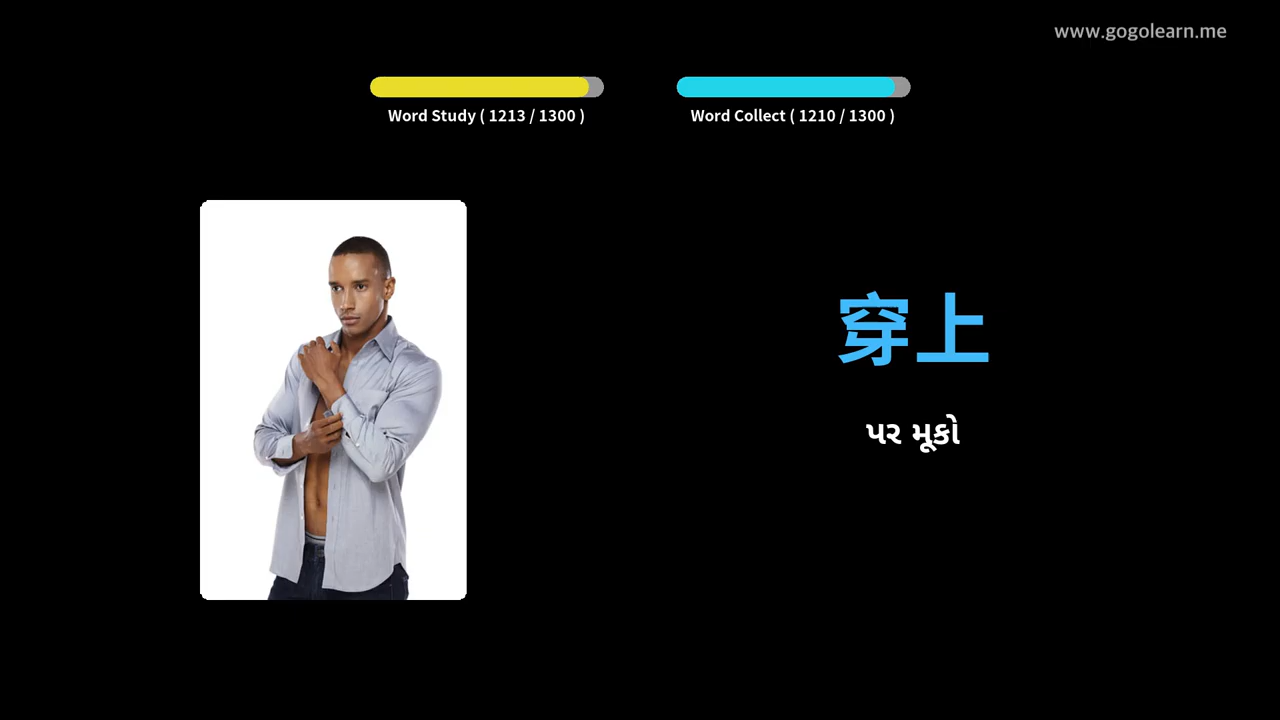 www.gogolearn.me
Word Study ( 1213 / 1300 )
Word Collect ( 1210 / 1300 )
穿上
પર મૂકો